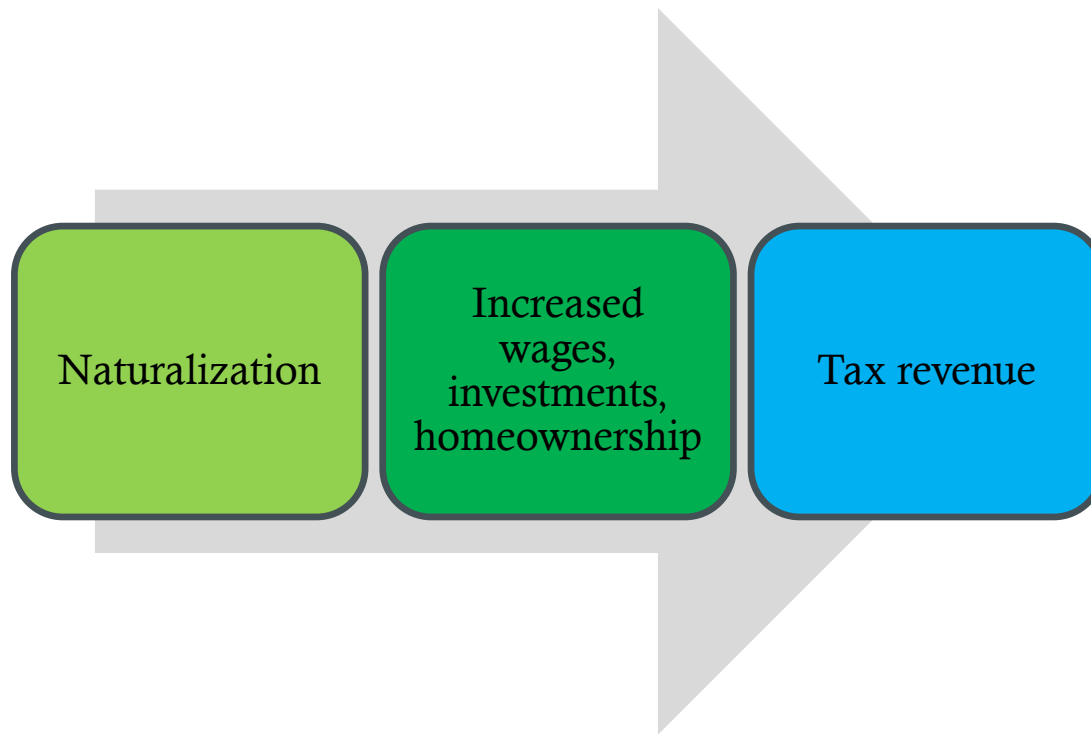 Naturalization
Increased
wages,
investments,
homeownership
Tax revenue